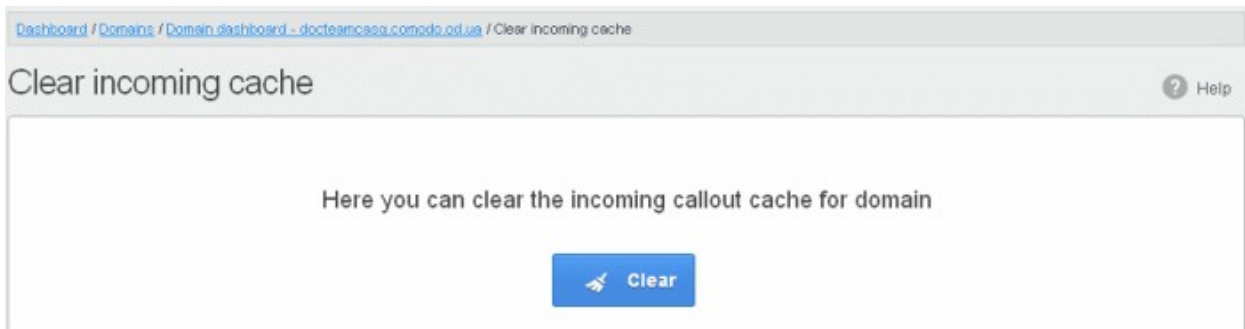 Dashboard / Domains / Domain dashboard - docteamcasg.comodo.od.ua / Clear incoming cache
Clear incoming cache
Help
Here you can clear the incoming callout cache for domain
Clear